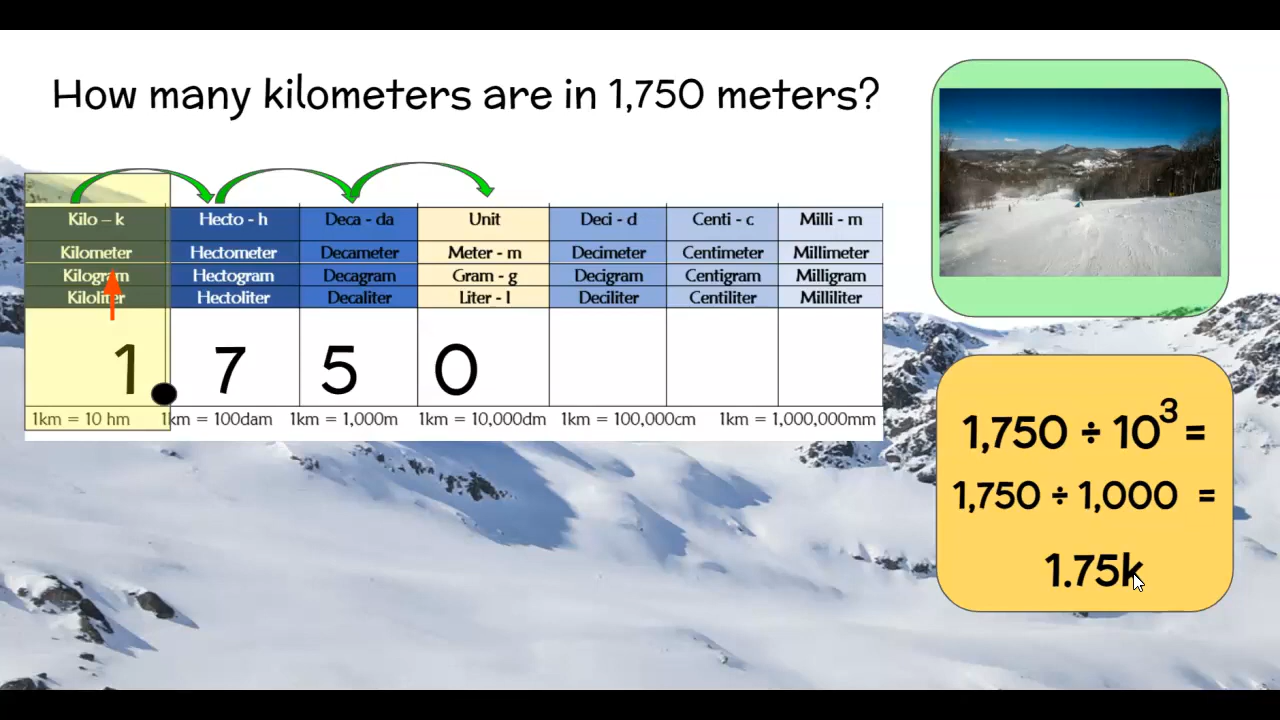 How many kilometers are in 1,750 meters?
Kilo – k Hecto - h Deca - da Unit Deci - d Centi - c Milli - m
Kilometer Hectometer Decameter Meter - m Decimeter Centimeter Millimeter
Kilogram Hectogram Decagram Gram - g Decigram Centigram Milligram
Kiloliter Hectoliter Decaliter Liter - l Deciliter Centiliter Milliliter
1. 7 5 0
1km = 10 hm 1km = 100dam 1km = 1,000m 1km = 10,000dm 1km = 100,000cm 1km = 1,000,000mm
1,750 ÷ 10³ =
1,750 ÷ 1,000 =
1.75k